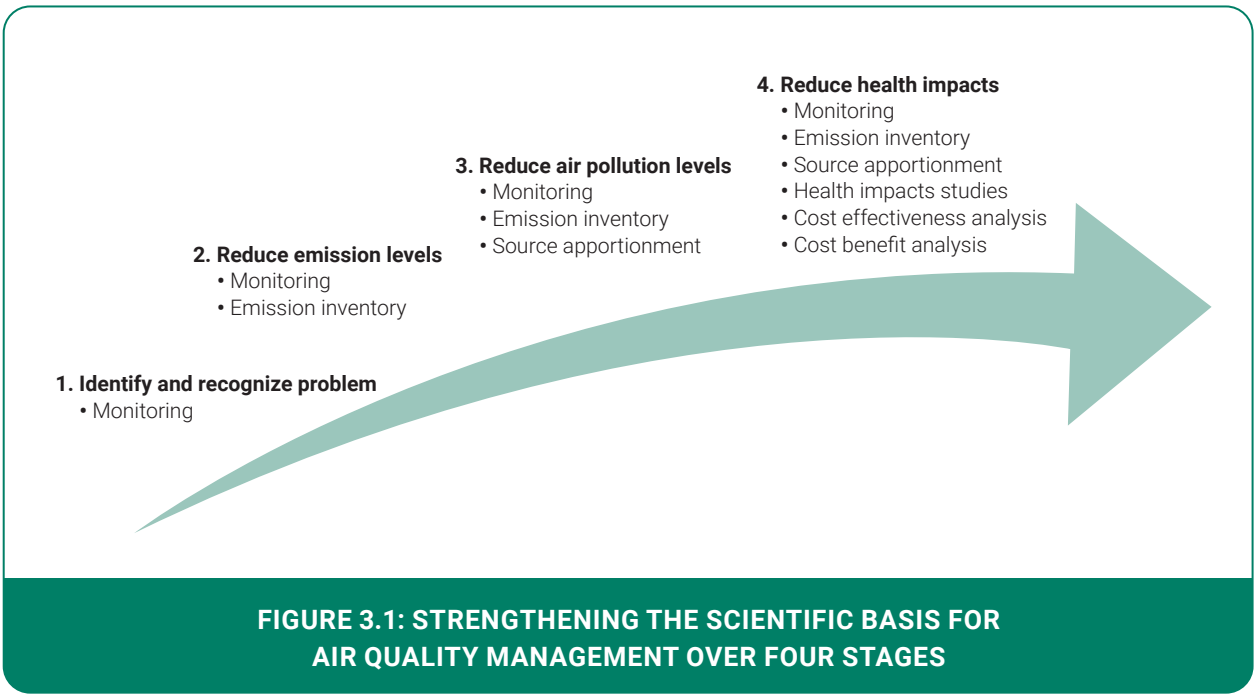 1. Identify and recognize problem
• Monitoring
2. Reduce emission levels
• Monitoring
• Emission inventory
3. Reduce air pollution levels
• Monitoring
• Emission inventory
• Source apportionment
4. Reduce health impacts
• Monitoring
• Emission inventory
• Source apportionment
• Health impacts studies
• Cost effectiveness analysis
• Cost benefit analysis
FIGURE 3.1: STRENGTHENING THE SCIENTIFIC BASIS FOR
AIR QUALITY MANAGEMENT OVER FOUR STAGES